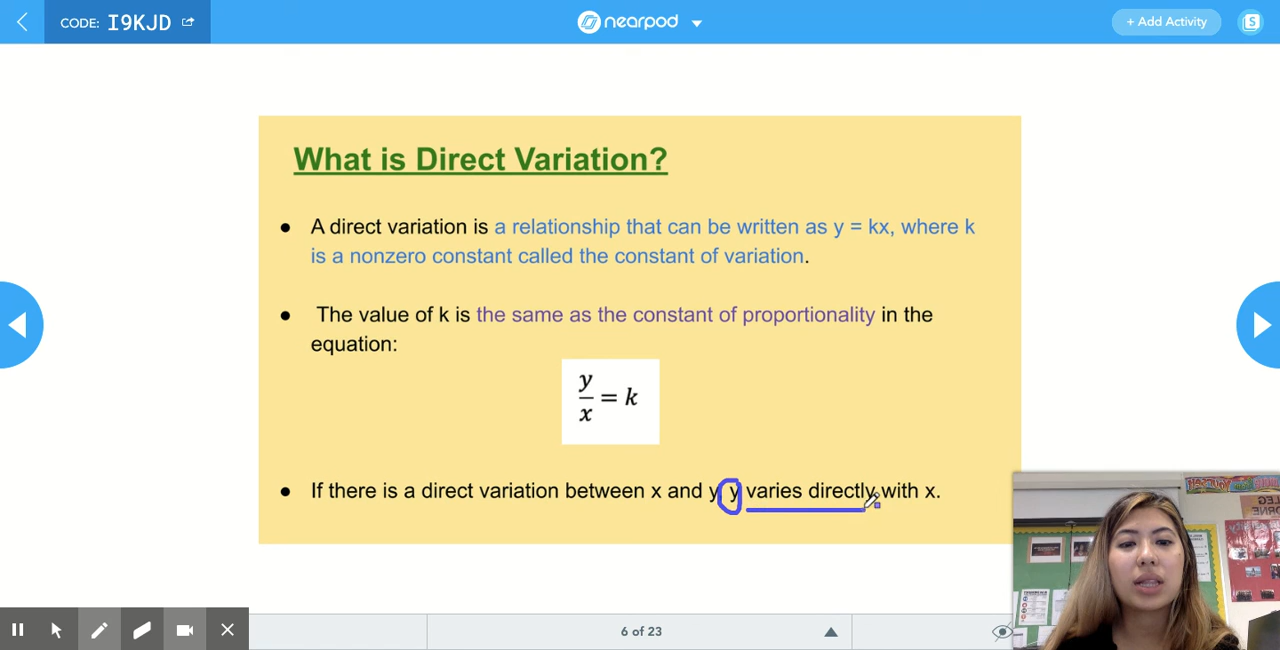 CODE: I9KJD
nearpod
+ Add Activity
S
What is Direct Variation?
● A direct variation is a relationship that can be written as y = kx, where k
is a nonzero constant called the constant of variation.
● The value of k is the same as the constant of proportionality in the
equation:
y
x
= k
● If there is a direct variation between x and y, y varies directly with x.
6 of 23